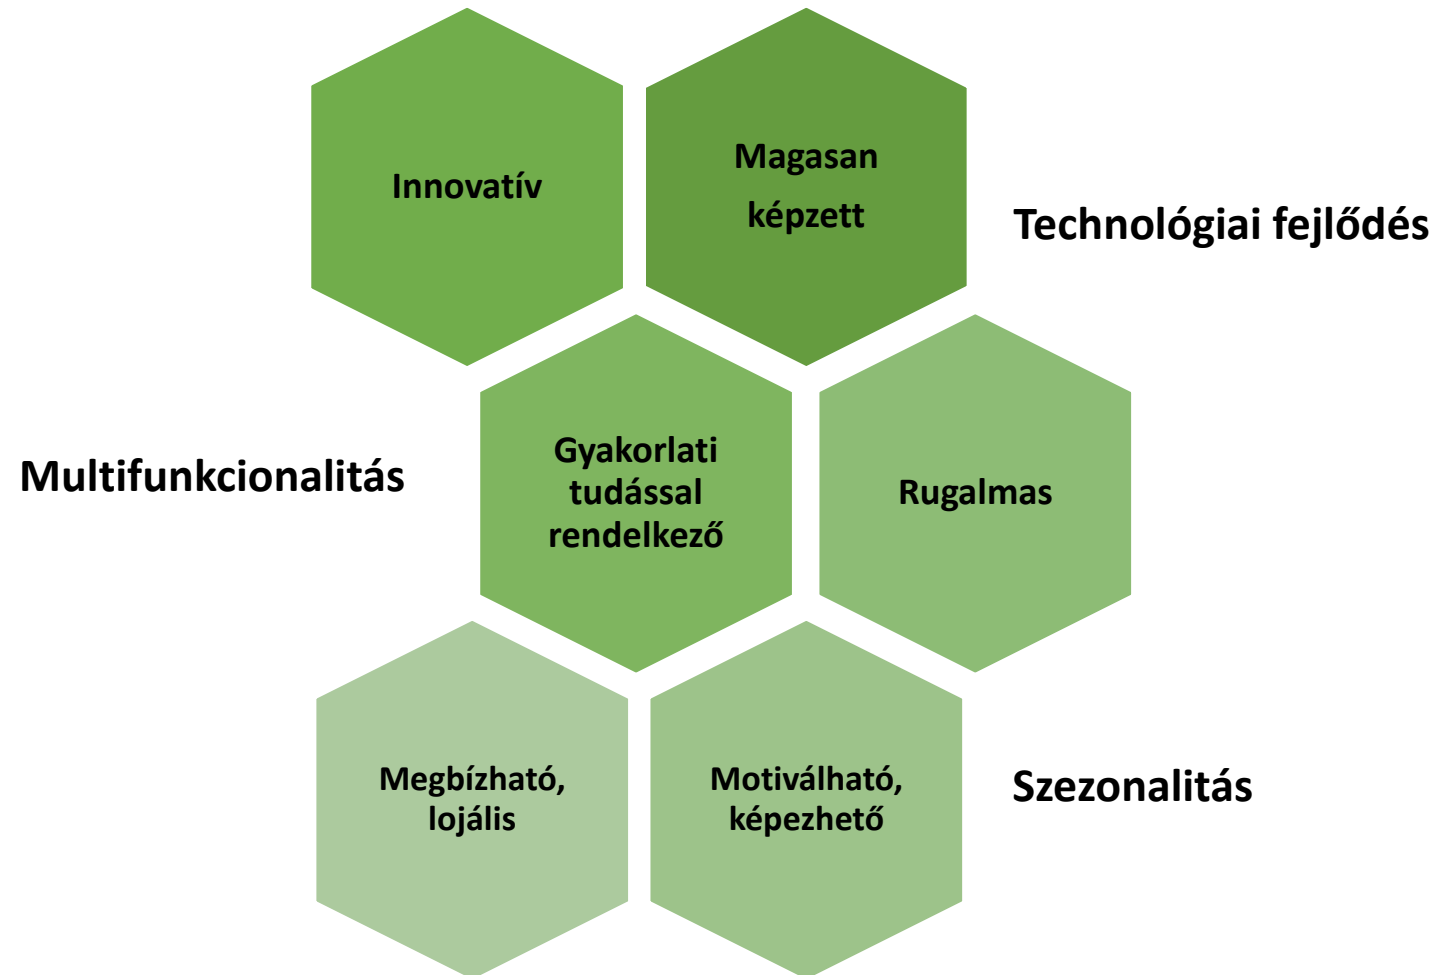 Innovatív
Magasan
képzett
Technológiai fejlődés
Multifunkcionalitás
Gyakorlati
tudással
rendelkező
Rugalmas
Megbízható,
lojális
Motiválható,
képezhető
Szezonalitás